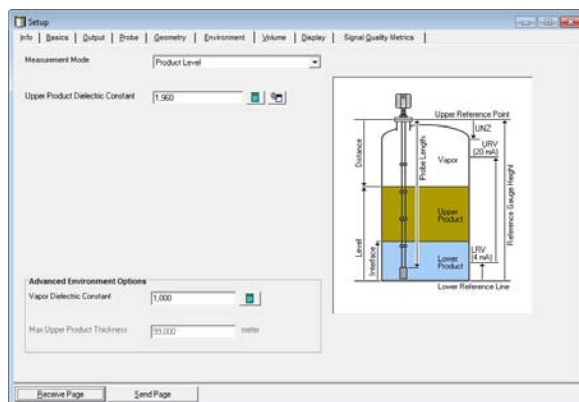 Setup
Info Basics Output Probe Geometry Environment Volume Display Signal Quality Metrics
Measurement Mode
Product Level
Upper Product Dielectric Constant
1.960
Upper Reference Point
UNZ
URV
(20 mA)
Vapor
Distance
Probe Length
Reference Gauge Height
Upper
Product
Level
Interface
LRV
(4 mA)
Lower
Product
Lower Reference Line
Advanced Environment Options
Vapor Dielectric Constant
1,000
Max Upper Product Thickness
99,000
meter
Receive Page
Send Page